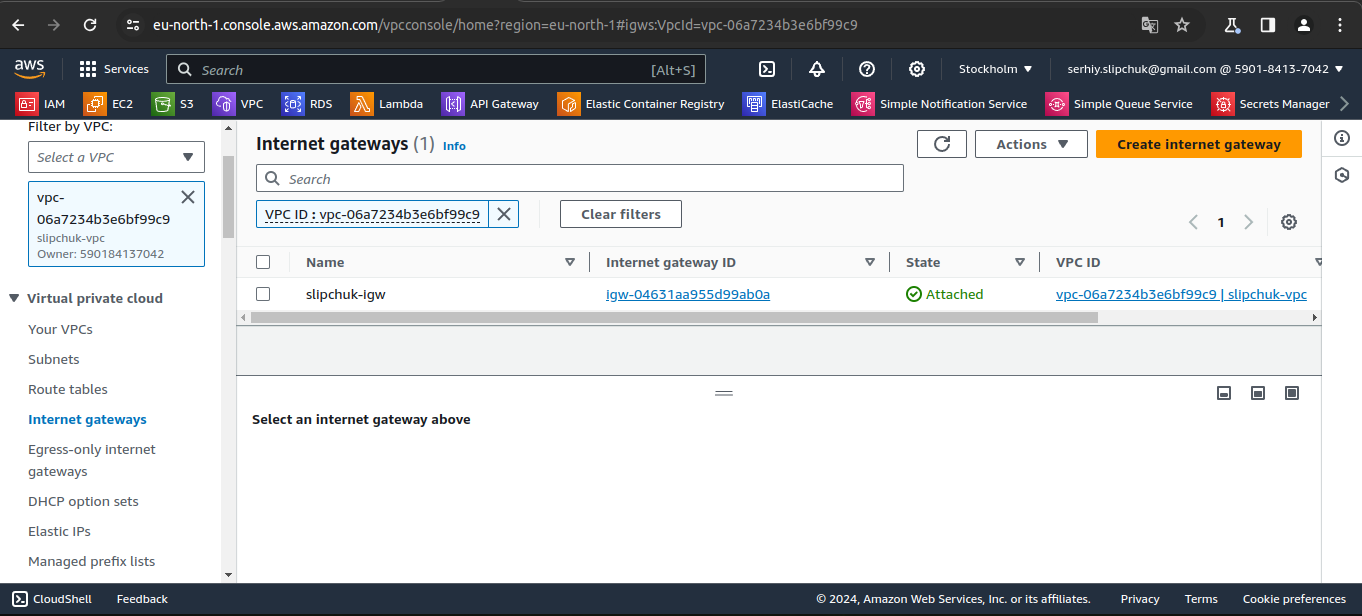 eu-north-1.console.aws.amazon.com/vpcconsole/home?region=eu-north-1#igws:VpcId=vpc-06a7234b3e6bf99c9
aws Services Search [Alt+S] Stockholm serhiy.slipchuk@gmail.com @ 5901-8413-7042
IAM EC2 S3 VPC RDS Lambda API Gateway Elastic Container Registry ElastiCache Simple Notification Service Simple Queue Service Secrets Manager
Filter by VPC:
Select a VPC
vpc-
06a7234b3e6bf99c9
slipchuk-vpc
Owner: 590184137042
Virtual private cloud
Your VPCs
Subnets
Route tables
Internet gateways
Egress-only internet
gateways
DHCP option sets
Elastic IPs
Managed prefix lists
Internet gateways (1) Info
Actions
Create internet gateway
Search
VPC ID : vpc-06a7234b3e6bf99c9
Clear filters
1
Name Internet gateway ID State VPC ID
slipchuk-igw igw-04631aa955d99ab0a Attached vpc-06a7234b3e6bf99c9 | slipchuk-vpc
Select an internet gateway above
CloudShell Feedback © 2024, Amazon Web Services, Inc. or its affiliates. Privacy Terms Cookie preferences